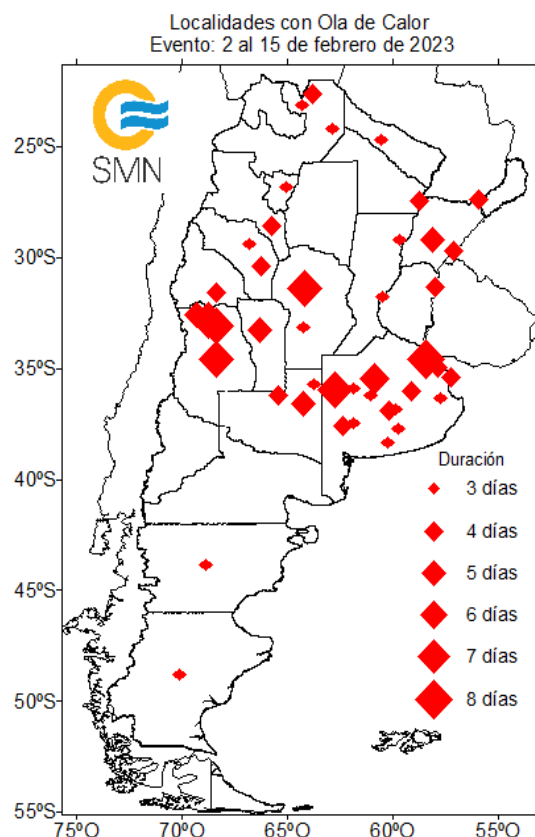 Localidades con Ola de Calor
Evento: 2 al 15 de febrero de 2023
SMN
25ºS
30ºS
35ºS
40ºS
45ºS
50ºS
55ºS
Duración
3 días
4 días
5 días
6 días
7 días
8 días
75ºO
70ºO
65ºO
60ºO
55ºO